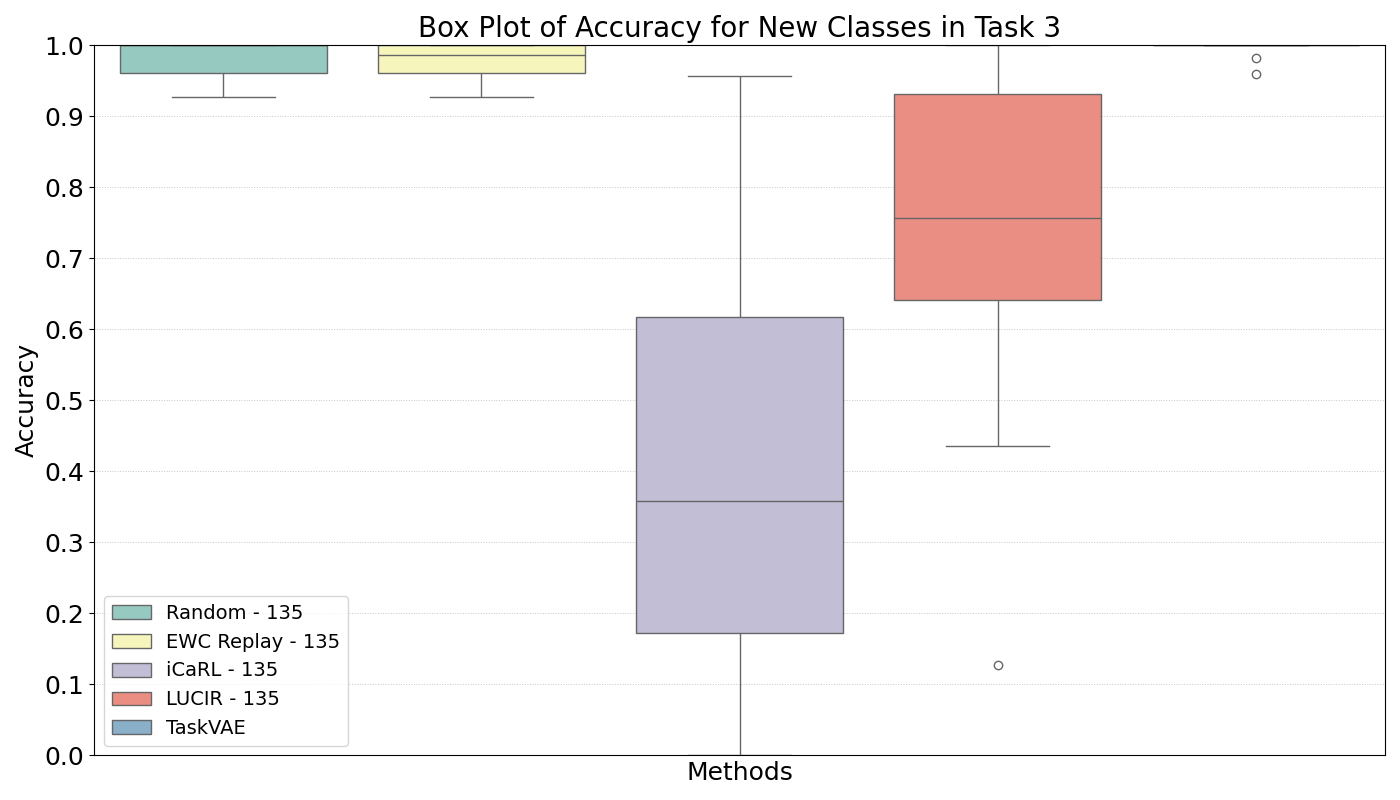 Box Plot of Accuracy for New Classes in Task 3
1.0
0.9
0.8
0.7
0.6
0.5
0.4
0.3
0.2
0.1
0.0
Accuracy
Random - 135
EWC Replay - 135
iCaRL - 135
LUCIR - 135
TaskVAE
Methods